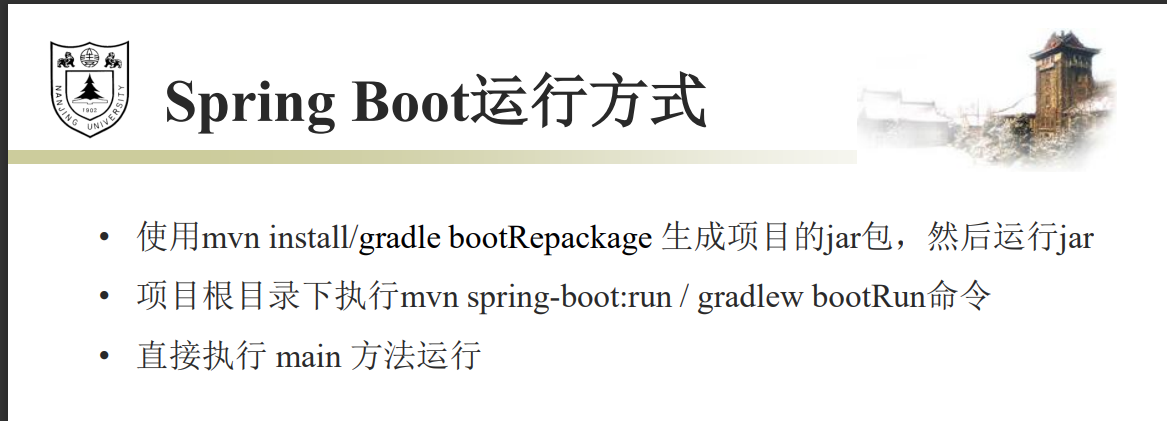 NANJING UNIVERSITY
1902
Spring Boot运行方式
• 使用mvn install/gradle bootRepackage 生成项目的jar包，然后运行jar
• 项目根目录下执行mvn spring-boot:run / gradlew bootRun命令
• 直接执行 main 方法运行